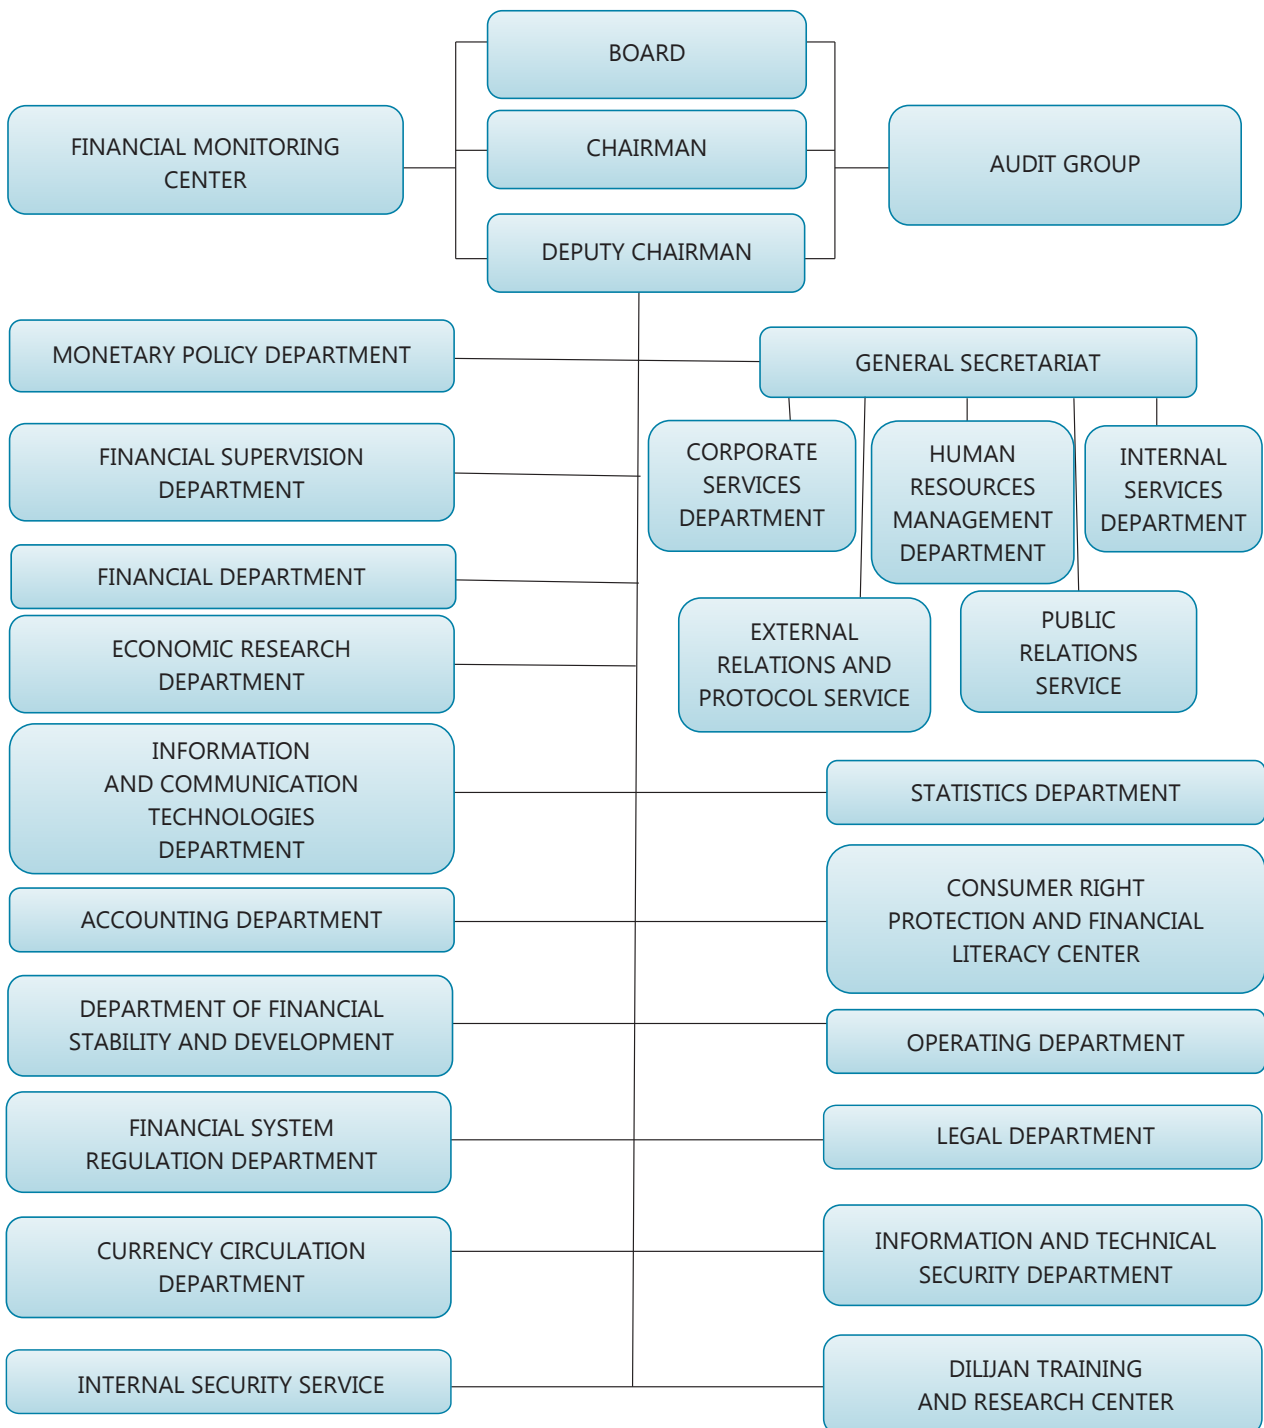 BOARD
FINANCIAL MONITORING
CENTER
CHAIRMAN
AUDIT GROUP
DEPUTY CHAIRMAN
MONETARY POLICY DEPARTMENT
GENERAL SECRETARIAT
FINANCIAL SUPERVISION
DEPARTMENT
CORPORATE
SERVICES
DEPARTMENT
HUMAN
RESOURCES
MANAGEMENT
DEPARTMENT
INTERNAL
SERVICES
DEPARTMENT
FINANCIAL DEPARTMENT
ECONOMIC RESEARCH
DEPARTMENT
EXTERNAL
RELATIONS AND
PROTOCOL SERVICE
PUBLIC
RELATIONS
SERVICE
INFORMATION
AND COMMUNICATION
TECHNOLOGIES
DEPARTMENT
STATISTICS DEPARTMENT
ACCOUNTING DEPARTMENT
CONSUMER RIGHT
PROTECTION AND FINANCIAL
LITERACY CENTER
DEPARTMENT OF FINANCIAL
STABILITY AND DEVELOPMENT
OPERATING DEPARTMENT
FINANCIAL SYSTEM
REGULATION DEPARTMENT
LEGAL DEPARTMENT
CURRENCY CIRCULATION
DEPARTMENT
INFORMATION AND TECHNICAL
SECURITY DEPARTMENT
INTERNAL SECURITY SERVICE
DILIJAN TRAINING
AND RESEARCH CENTER